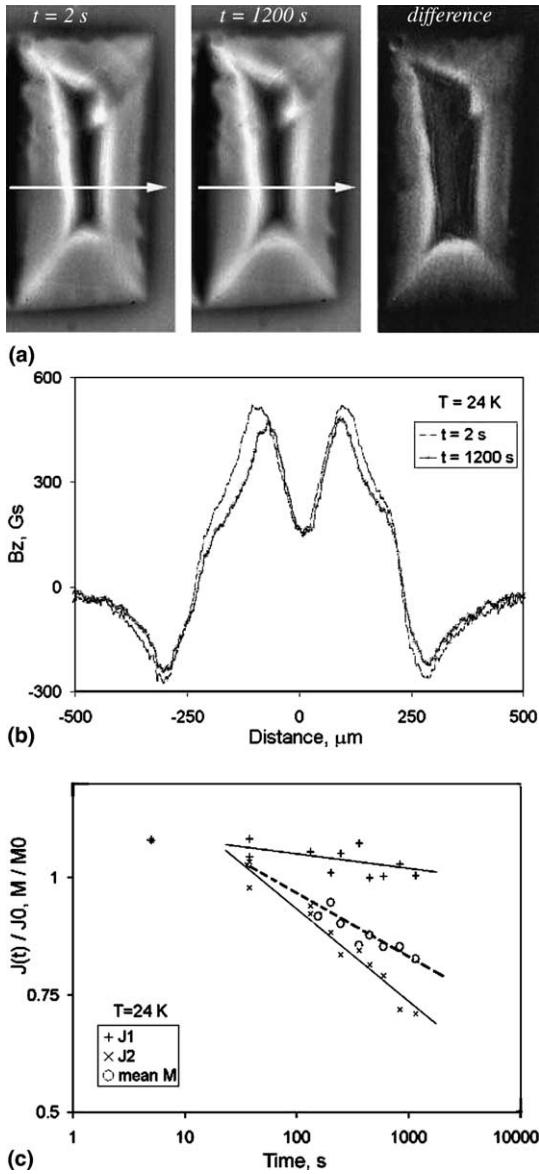 t = 2 s
t = 1200 s
difference
(a)
600
300
0
-300
Bz, Gs
T = 24 K
t = 2 s
t = 1200 s
-500
-250
0
250
500
Distance, μm
(b)
1
0.75
0.5
J(t) / J0, M / M0
T=24 K
J1
J2
mean M
1
10
100
1000
10000
Time, s
(c)